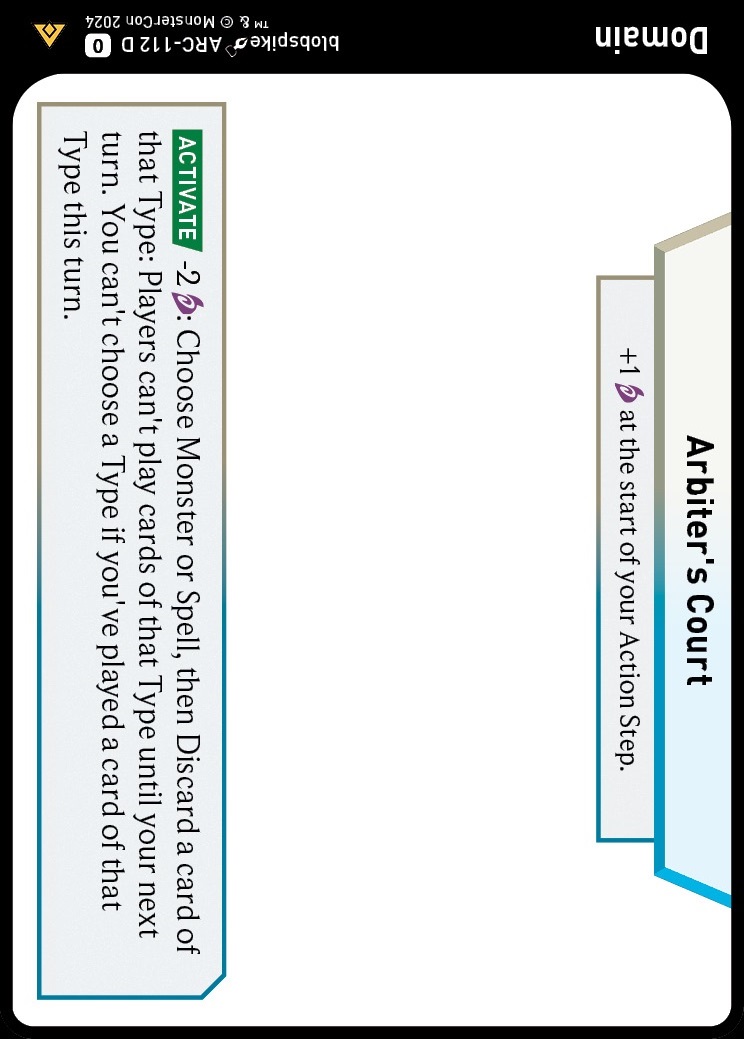 Arbiter's Court
+1 at the start of your Action Step.
ACTIVATE -2 : Choose Monster or Spell, then Discard a card of
that Type: Players can't play cards of that Type until your next
turn. You can't choose a Type if you've played a card of that
Type this turn.
Domain
blobspike ARC-112 D 0
™ & © MonsterCon 2024